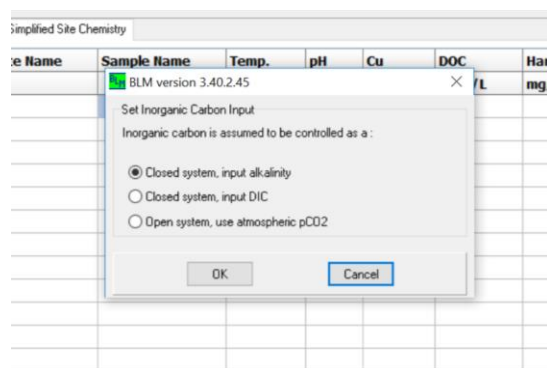 Simplified Site Chemistry
te Name Sample Name Temp. pH Cu DOC Har
BLM version 3.40.2.45
/L mg
Set Inorganic Carbon Input
Inorganic carbon is assumed to be controlled as a :
Closed system, input alkalinity
Closed system, input DIC
Open system, use atmospheric pCO2
OK Cancel